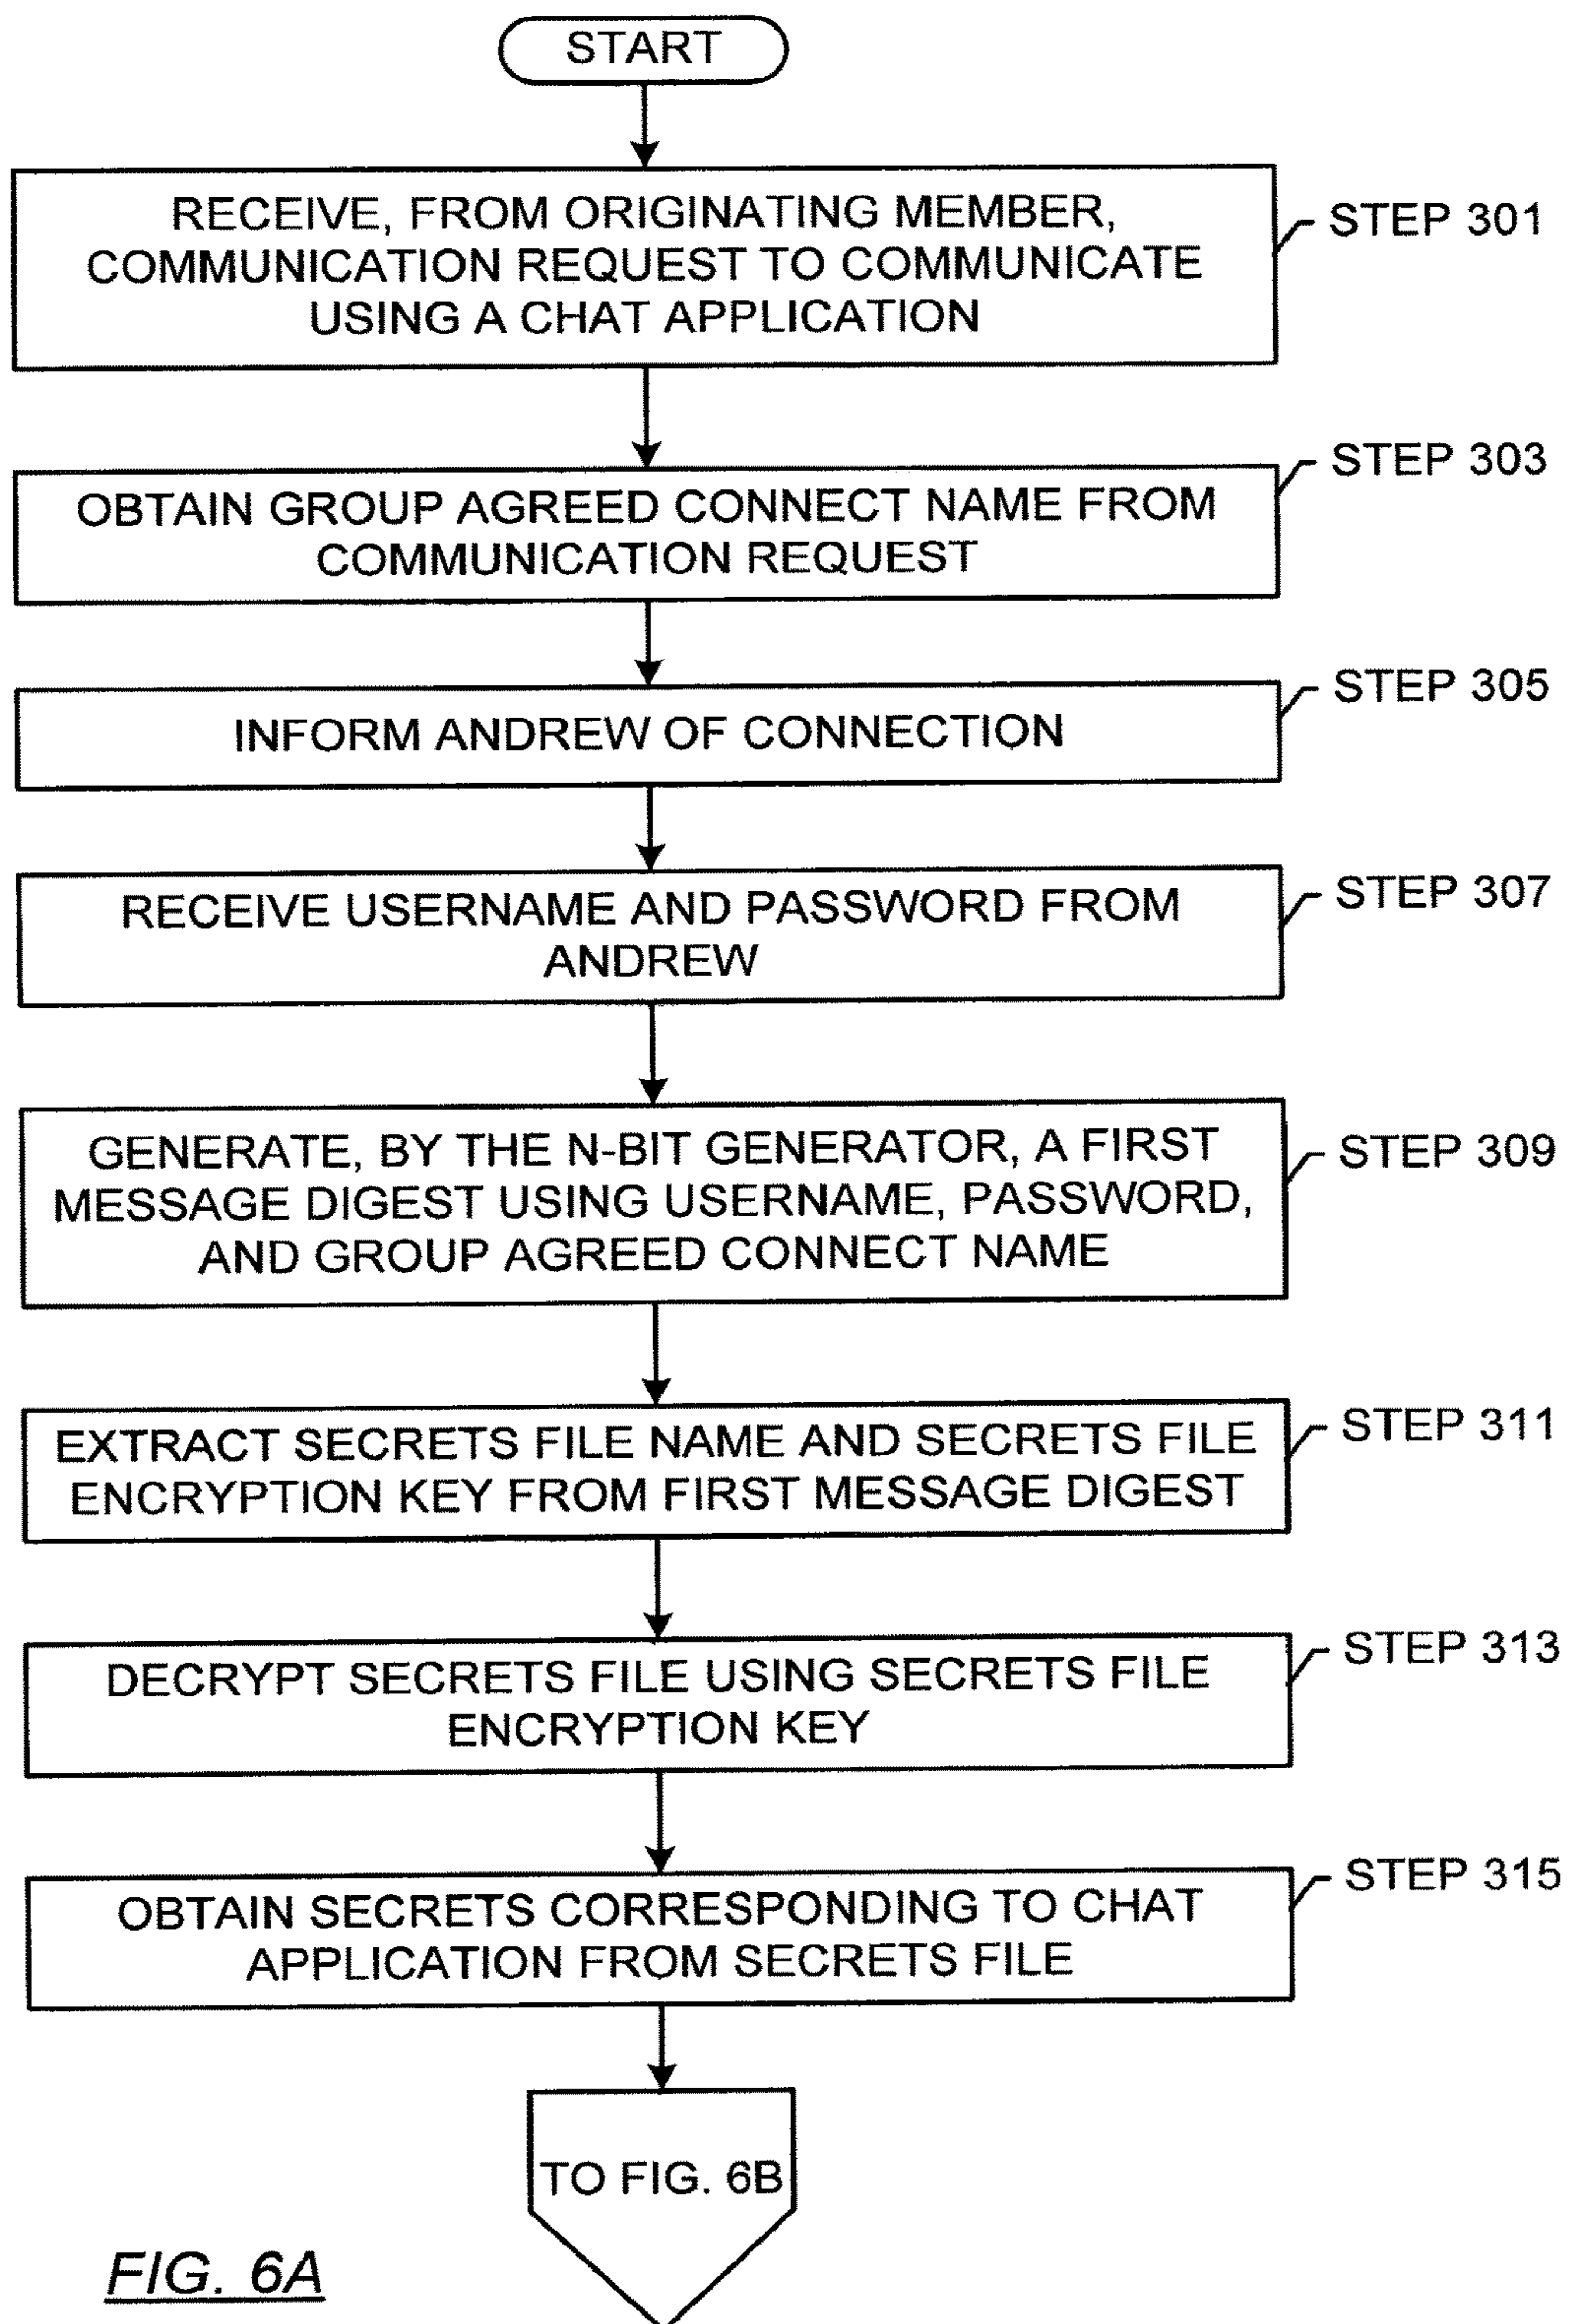 START
RECEIVE, FROM ORIGINATING MEMBER,
COMMUNICATION REQUEST TO COMMUNICATE
USING A CHAT APPLICATION
STEP 301
OBTAIN GROUP AGREED CONNECT NAME FROM
COMMUNICATION REQUEST
STEP 303
INFORM ANDREW OF CONNECTION
STEP 305
RECEIVE USERNAME AND PASSWORD FROM
ANDREW
STEP 307
GENERATE, BY THE N-BIT GENERATOR, A FIRST
MESSAGE DIGEST USING USERNAME, PASSWORD,
AND GROUP AGREED CONNECT NAME
STEP 309
EXTRACT SECRETS FILE NAME AND SECRETS FILE
ENCRYPTION KEY FROM FIRST MESSAGE DIGEST
STEP 311
DECRYPT SECRETS FILE USING SECRETS FILE
ENCRYPTION KEY
STEP 313
OBTAIN SECRETS CORRESPONDING TO CHAT
APPLICATION FROM SECRETS FILE
STEP 315
TO FIG. 6B
FIG. 6A